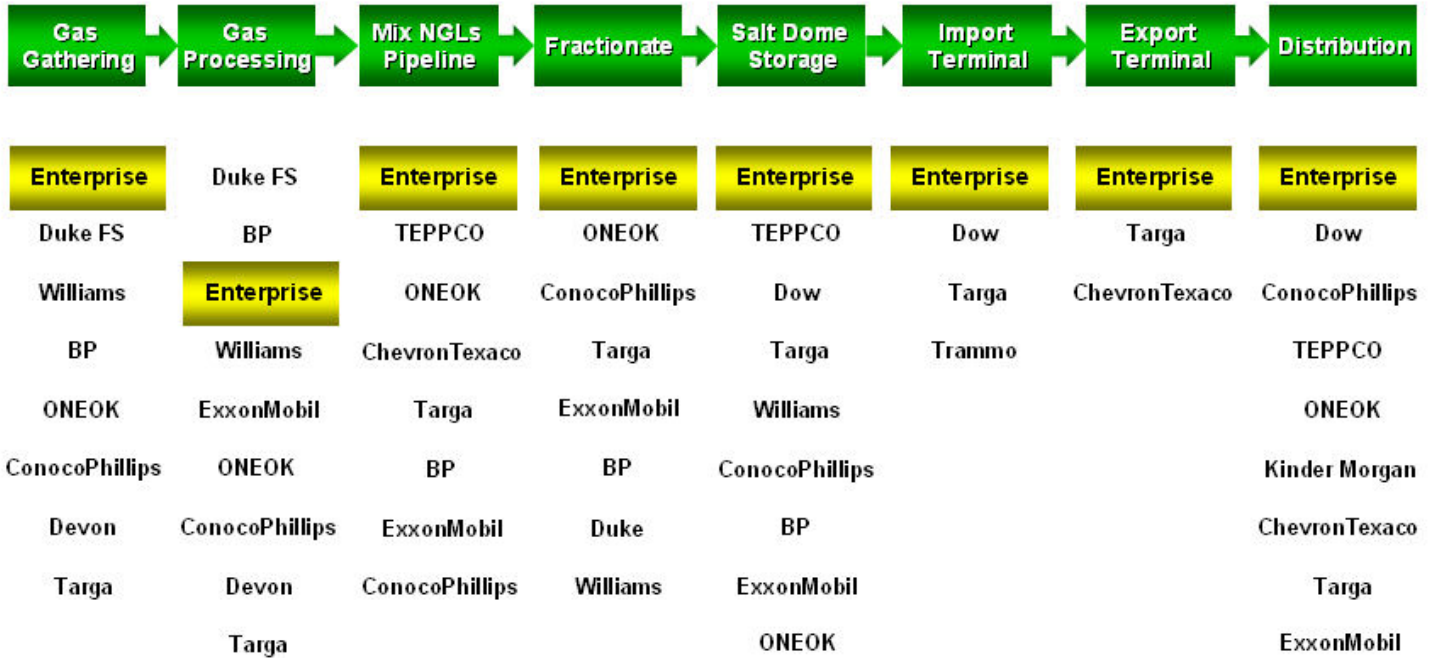 Gas Gathering
Gas Processing
Mix NGLs Pipeline
Fractionate
Salt Dome Storage
Import Terminal
Export Terminal
Distribution
Enterprise
Duke FS
Williams
BP
ONEOK
ConocoPhillips
Devon
Targa
Duke FS
BP
Enterprise
Williams
ExxonMobil
ONEOK
ConocoPhillips
Devon
Targa
Enterprise
TEPPCO
ONEOK
ChevronTexaco
Targa
BP
ExxonMobil
ConocoPhillips
Enterprise
ONEOK
ConocoPhillips
Targa
ExxonMobil
BP
Duke
Williams
Enterprise
TEPPCO
Dow
Targa
Williams
ConocoPhillips
BP
ExxonMobil
ONEOK
Enterprise
Dow
Targa
Trammo
Enterprise
Targa
ChevronTexaco
Enterprise
Dow
ConocoPhillips
TEPPCO
ONEOK
Kinder Morgan
ChevronTexaco
Targa
ExxonMobil